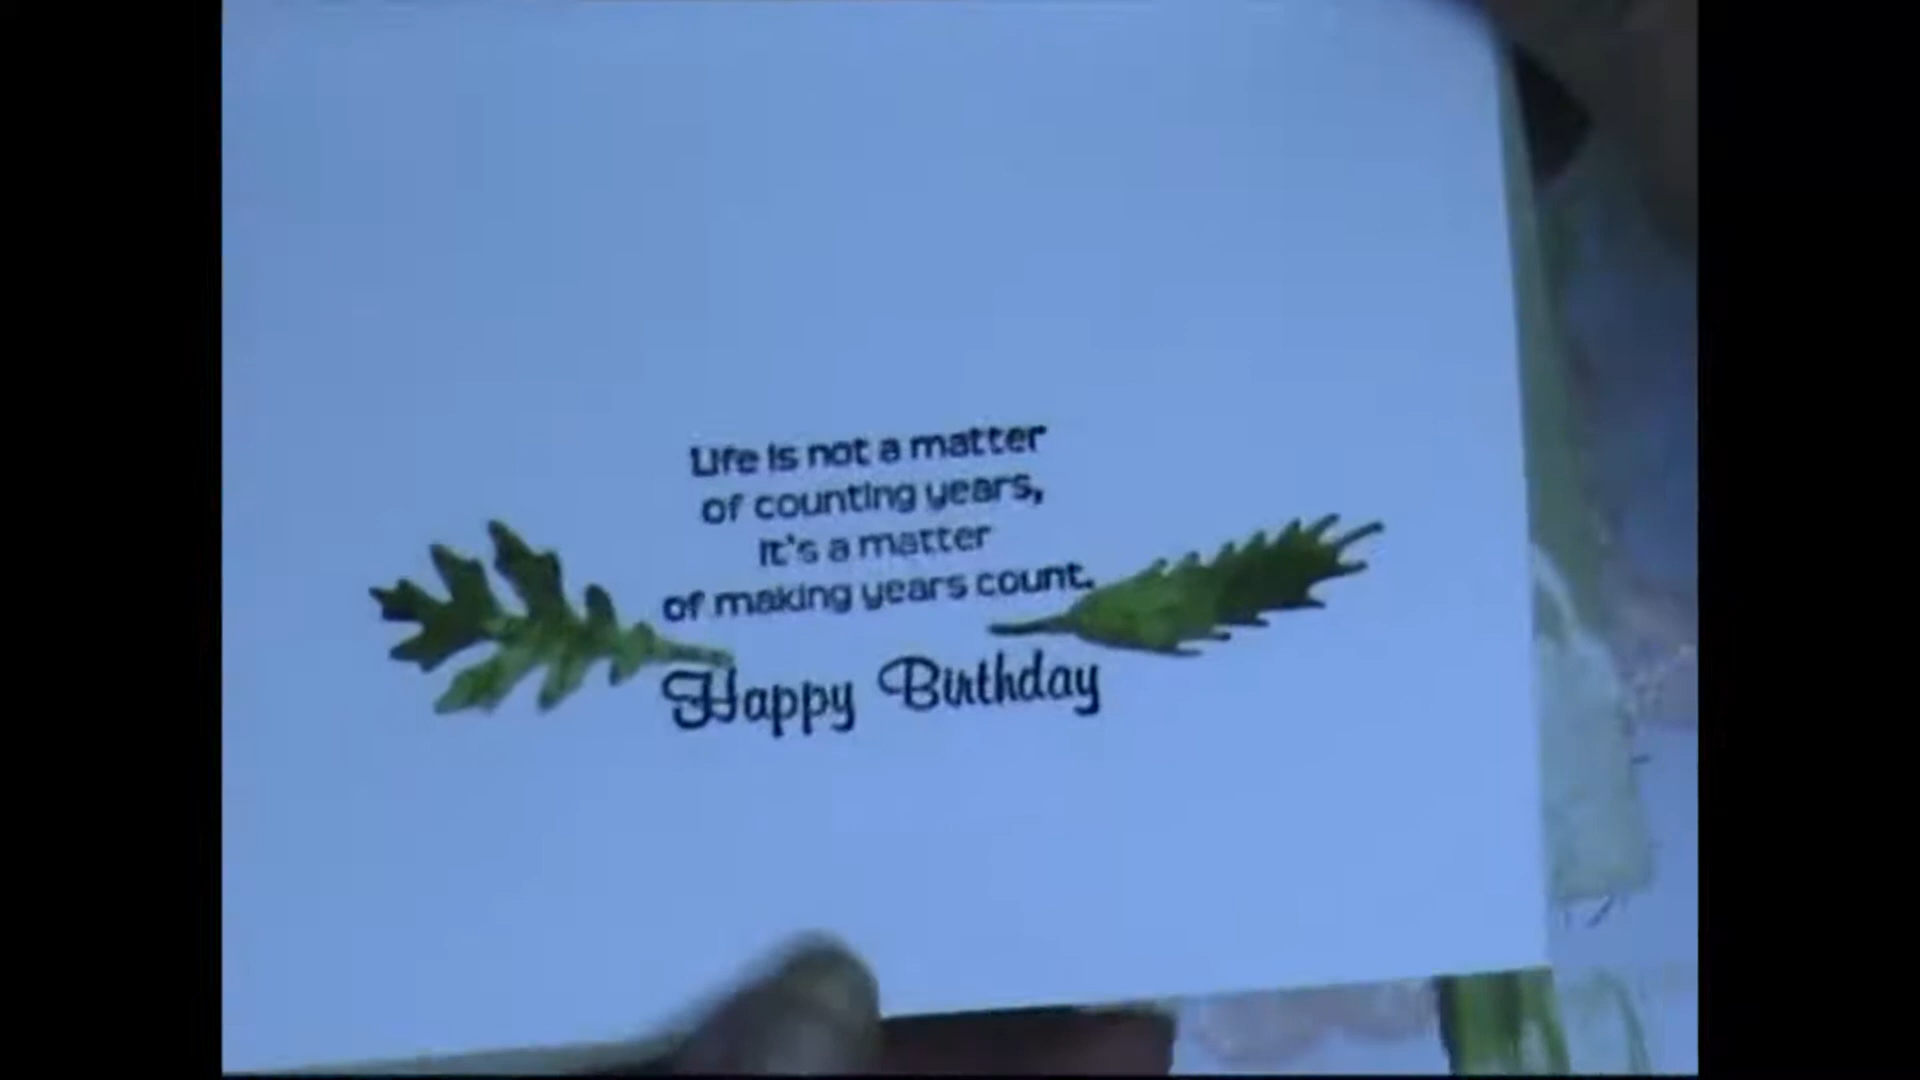 Life is not a matter
of counting years,
it's a matter
of making years count.
Happy Birthday